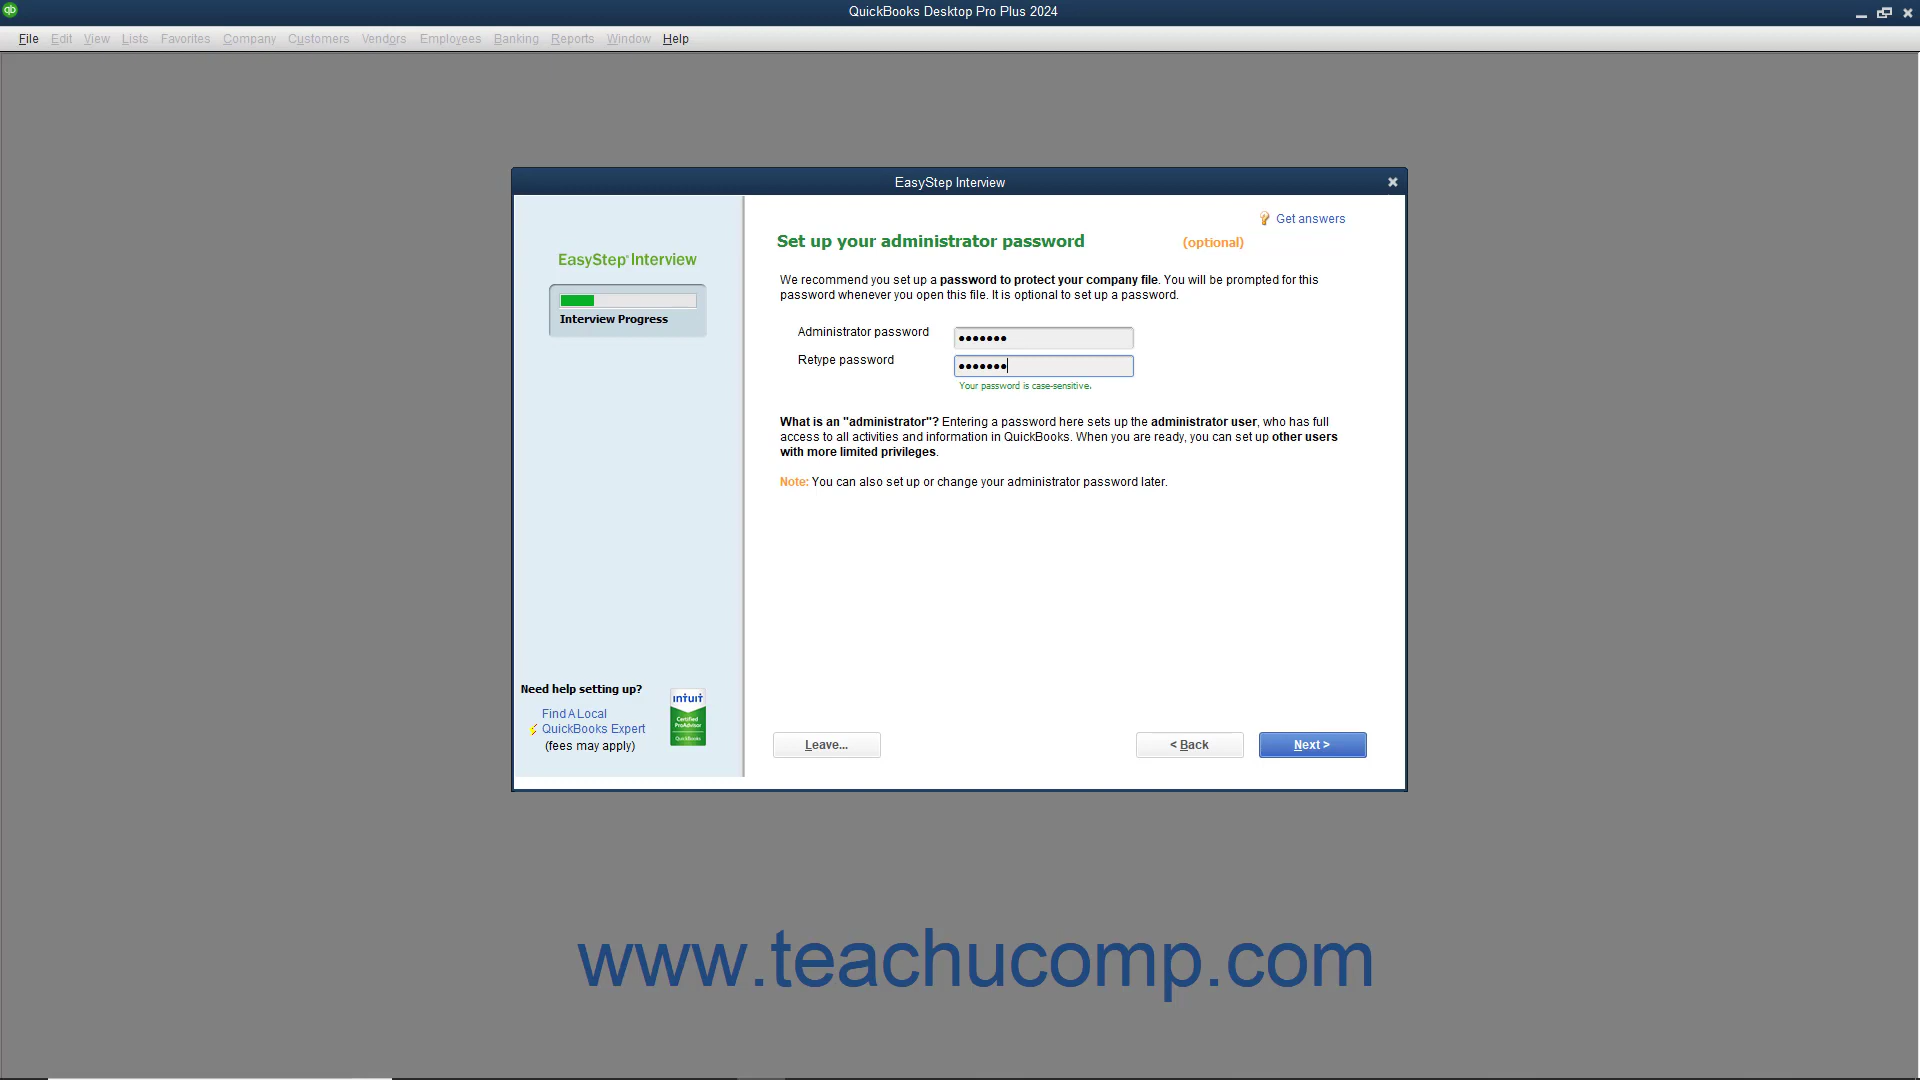 QuickBooks Desktop Pro Plus 2024
File Edit View Lists Favorites Company Customers Vendors Employees Banking Reports Window Help
EasyStep Interview
Get answers
Set up your administrator password (optional)
EasyStep Interview
We recommend you set up a password to protect your company file. You will be prompted for this
password whenever you open this file. It is optional to set up a password.
Interview Progress
Administrator password
Retype password
Your password is case-sensitive.
What is an "administrator"? Entering a password here sets up the administrator user, who has full
access to all activities and information in QuickBooks. When you are ready, you can set up other users
with more limited privileges.
Note: You can also set up or change your administrator password later.
Need help setting up?
Find A Local
QuickBooks Expert
(fees may apply)
intuit
Certified
ProAdvisor
QuickBooks
Leave...
< Back
Next >
www.teachucomp.com